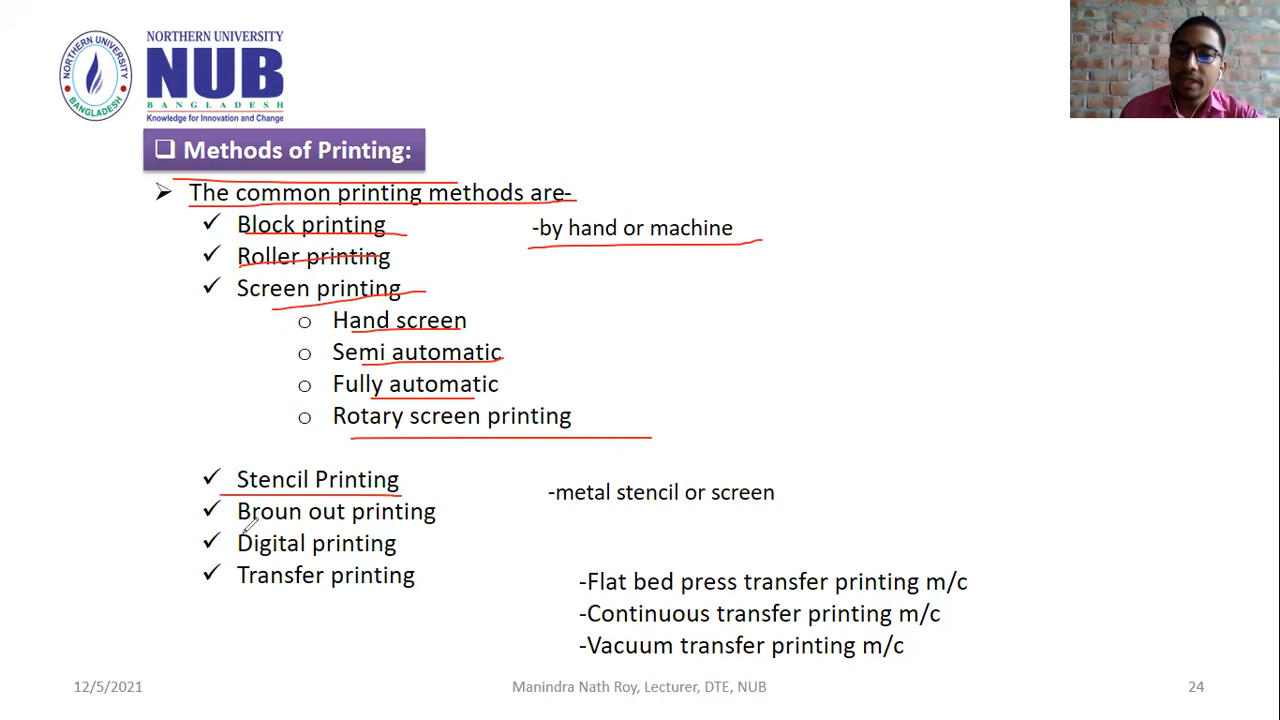 NORTHERN UNIVERSITY
NUB
BANGLADESH
Knowledge for Innovation and Change
NORTHERN UNIVERSITY
BANGLADESH
Methods of Printing:
The common printing methods are-
Block printing -by hand or machine
Roller printing
Screen printing
Hand screen
Semi automatic
Fully automatic
Rotary screen printing
Stencil Printing -metal stencil or screen
Broun out printing
Digital printing
Transfer printing
-Flat bed press transfer printing m/c
-Continuous transfer printing m/c
-Vacuum transfer printing m/c
12/5/2021 Manindra Nath Roy, Lecturer, DTE, NUB 24